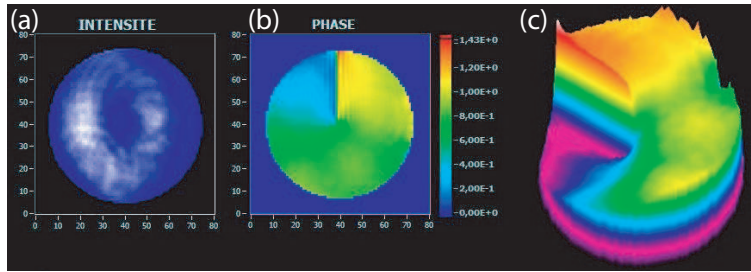 (a)
INTENSITE
80
70
60
50
40
30
20
10
0
0 10 20 30 40 50 60 70 80
(b)
PHASE
80
70
60
50
40
30
20
10
0
0 10 20 30 40 50 60 70 80
1,43E+0
1,20E+0
1,00E+0
8,00E-1
6,00E-1
4,00E-1
2,00E-1
0,00E+0
(c)